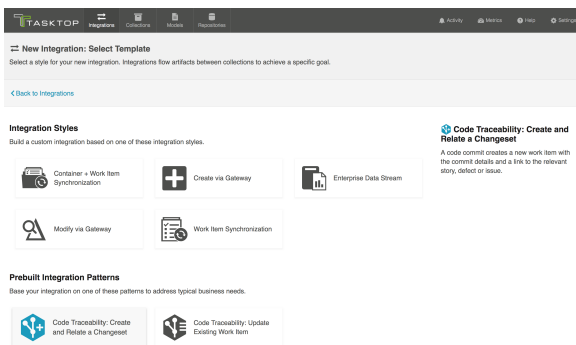 TASKTOP
Integrations
Collections
Models
Repositories
Activity
Metrics
Help
Settings
New Integration: Select Template
Select a style for your new integration. Integrations flow artifacts between collections to achieve a specific goal.
Back to Integrations
Integration Styles
Build a custom integration based on one of these integration styles.
Container + Work Item
Synchronization
Create via Gateway
Enterprise Data Stream
Modify via Gateway
Work Item Synchronization
Prebuilt Integration Patterns
Base your integration on one of these patterns to address typical business needs.
Code Traceability: Create
and Relate a Changeset
Code Traceability: Update
Existing Work Item
Code Traceability: Create and
Relate a Changeset
A code commit creates a new work item with
the commit details and a link to the relevant
story, defect or issue.